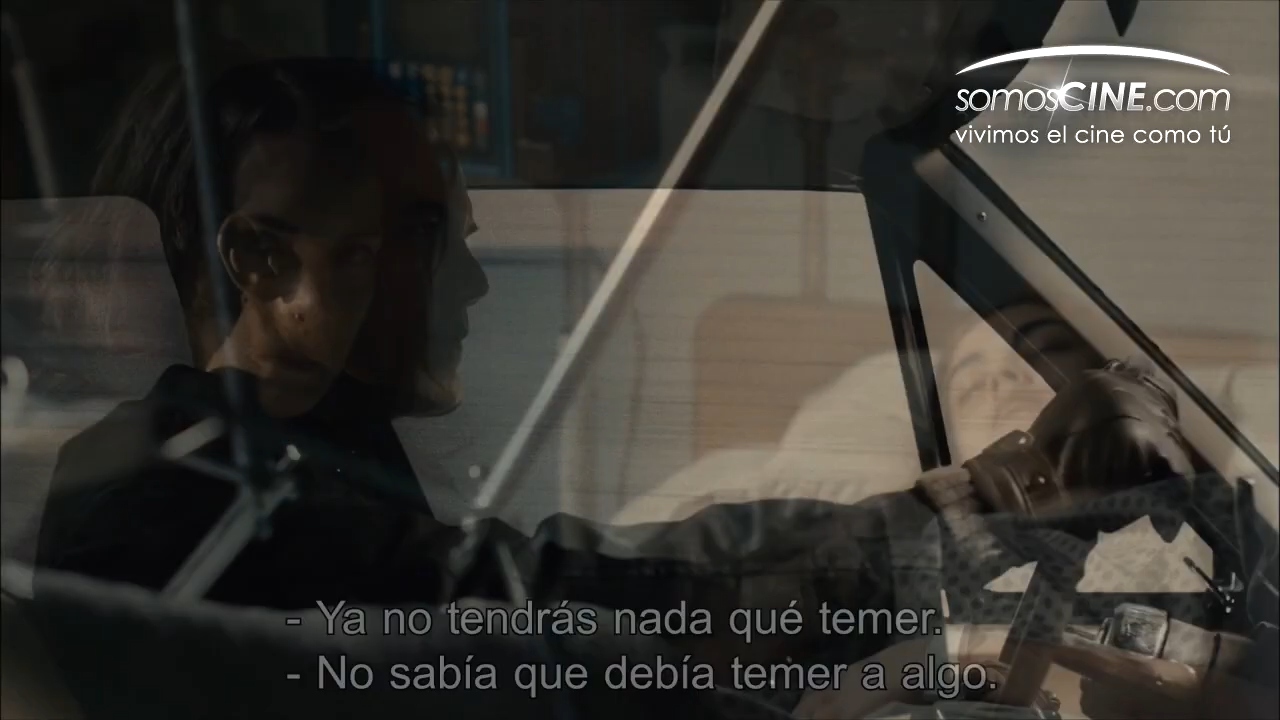 somosCINE.com
vivimos el cine como tú
- Ya no tendrás nada qué temer.
- No sabía que debía temer a algo.